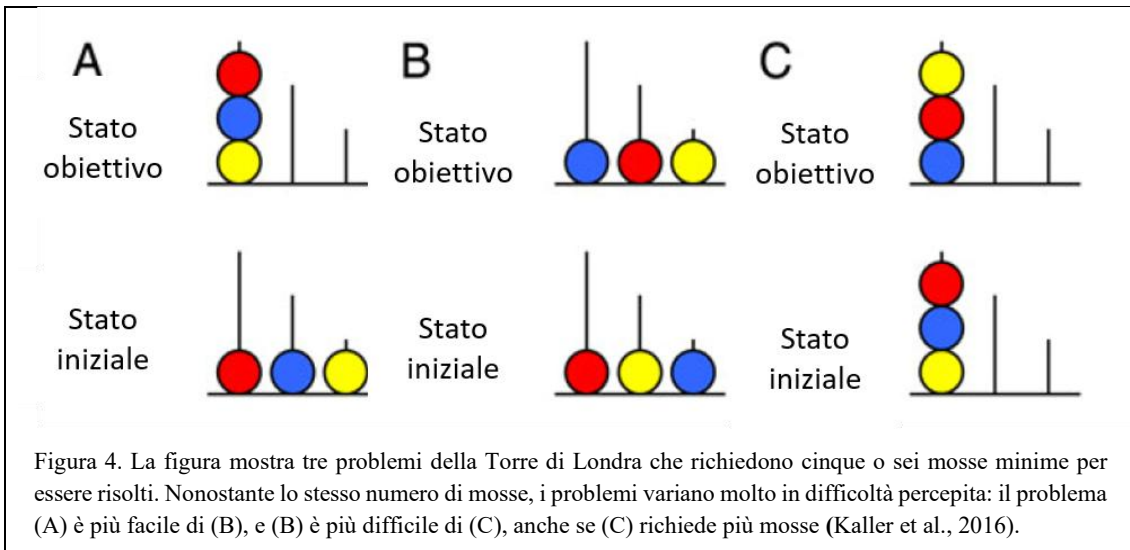 A
B
C
Stato
obiettivo
Stato
obiettivo
Stato
obiettivo
Stato
iniziale
Stato
iniziale
Stato
iniziale
Figura 4. La figura mostra tre problemi della Torre di Londra che richiedono cinque o sei mosse minime per
essere risolti. Nonostante lo stesso numero di mosse, i problemi variano molto in difficoltà percepita: il problema
(A) è più facile di (B), e (B) è più difficile di (C), anche se (C) richiede più mosse (Kaller et al., 2016).